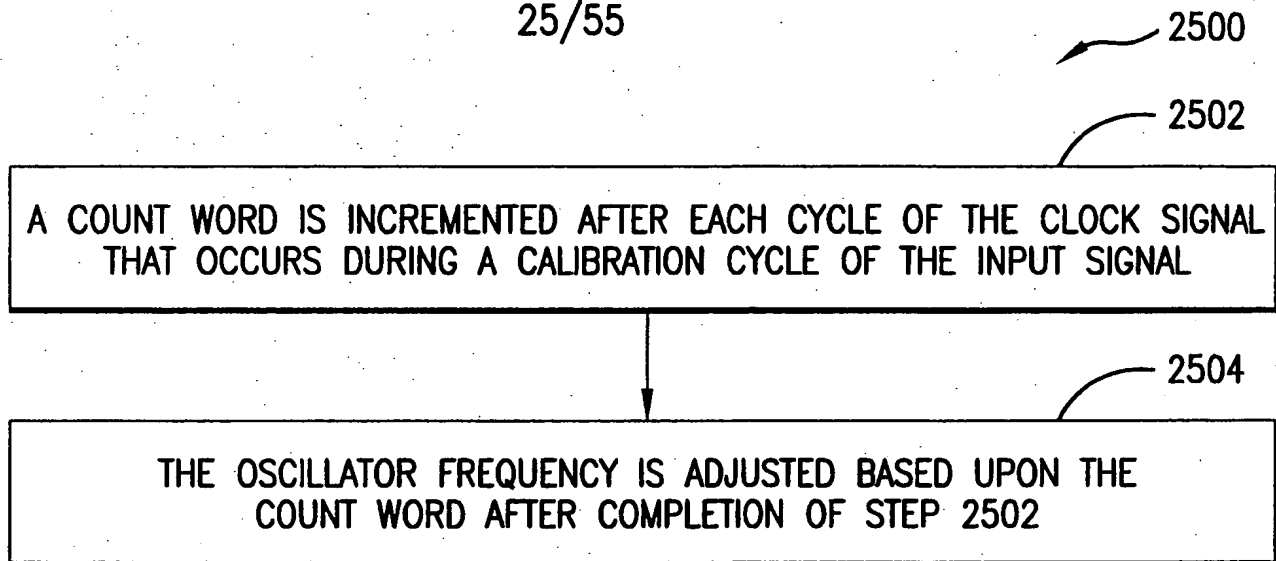 25/55
2500
2502
A COUNT WORD IS INCREMENTED AFTER EACH CYCLE OF THE CLOCK SIGNAL
THAT OCCURS DURING A CALIBRATION CYCLE OF THE INPUT SIGNAL
2504
THE OSCILLATOR FREQUENCY IS ADJUSTED BASED UPON THE
COUNT WORD AFTER COMPLETION OF STEP 2502